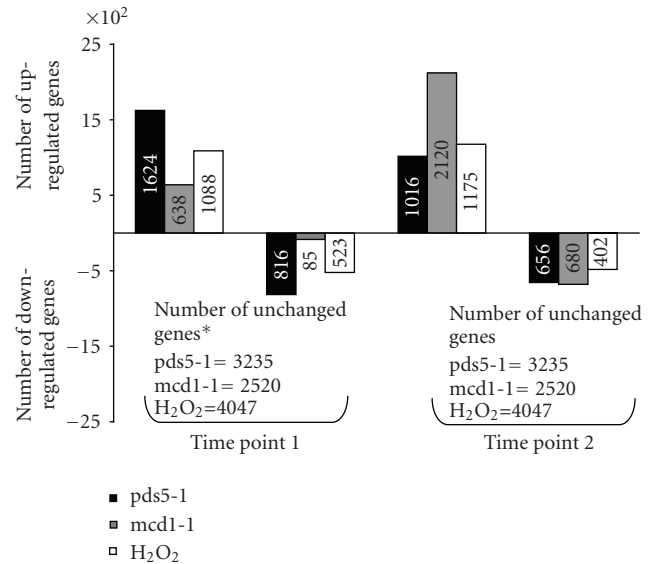 ×10²
25
15
5
−5
−15
−25
Number of up-
regulated genes
Number of down-
regulated genes
1624
638
1088
816
85
523
1016
2120
1175
656
680
402
Number of unchanged
genes*
pds5-1= 3235
mcd1-1= 2520
H₂O₂=4047
Time point 1
Number of unchanged
genes
pds5-1= 3235
mcd1-1= 2520
H₂O₂=4047
Time point 2
pds5-1
mcd1-1
H₂O₂